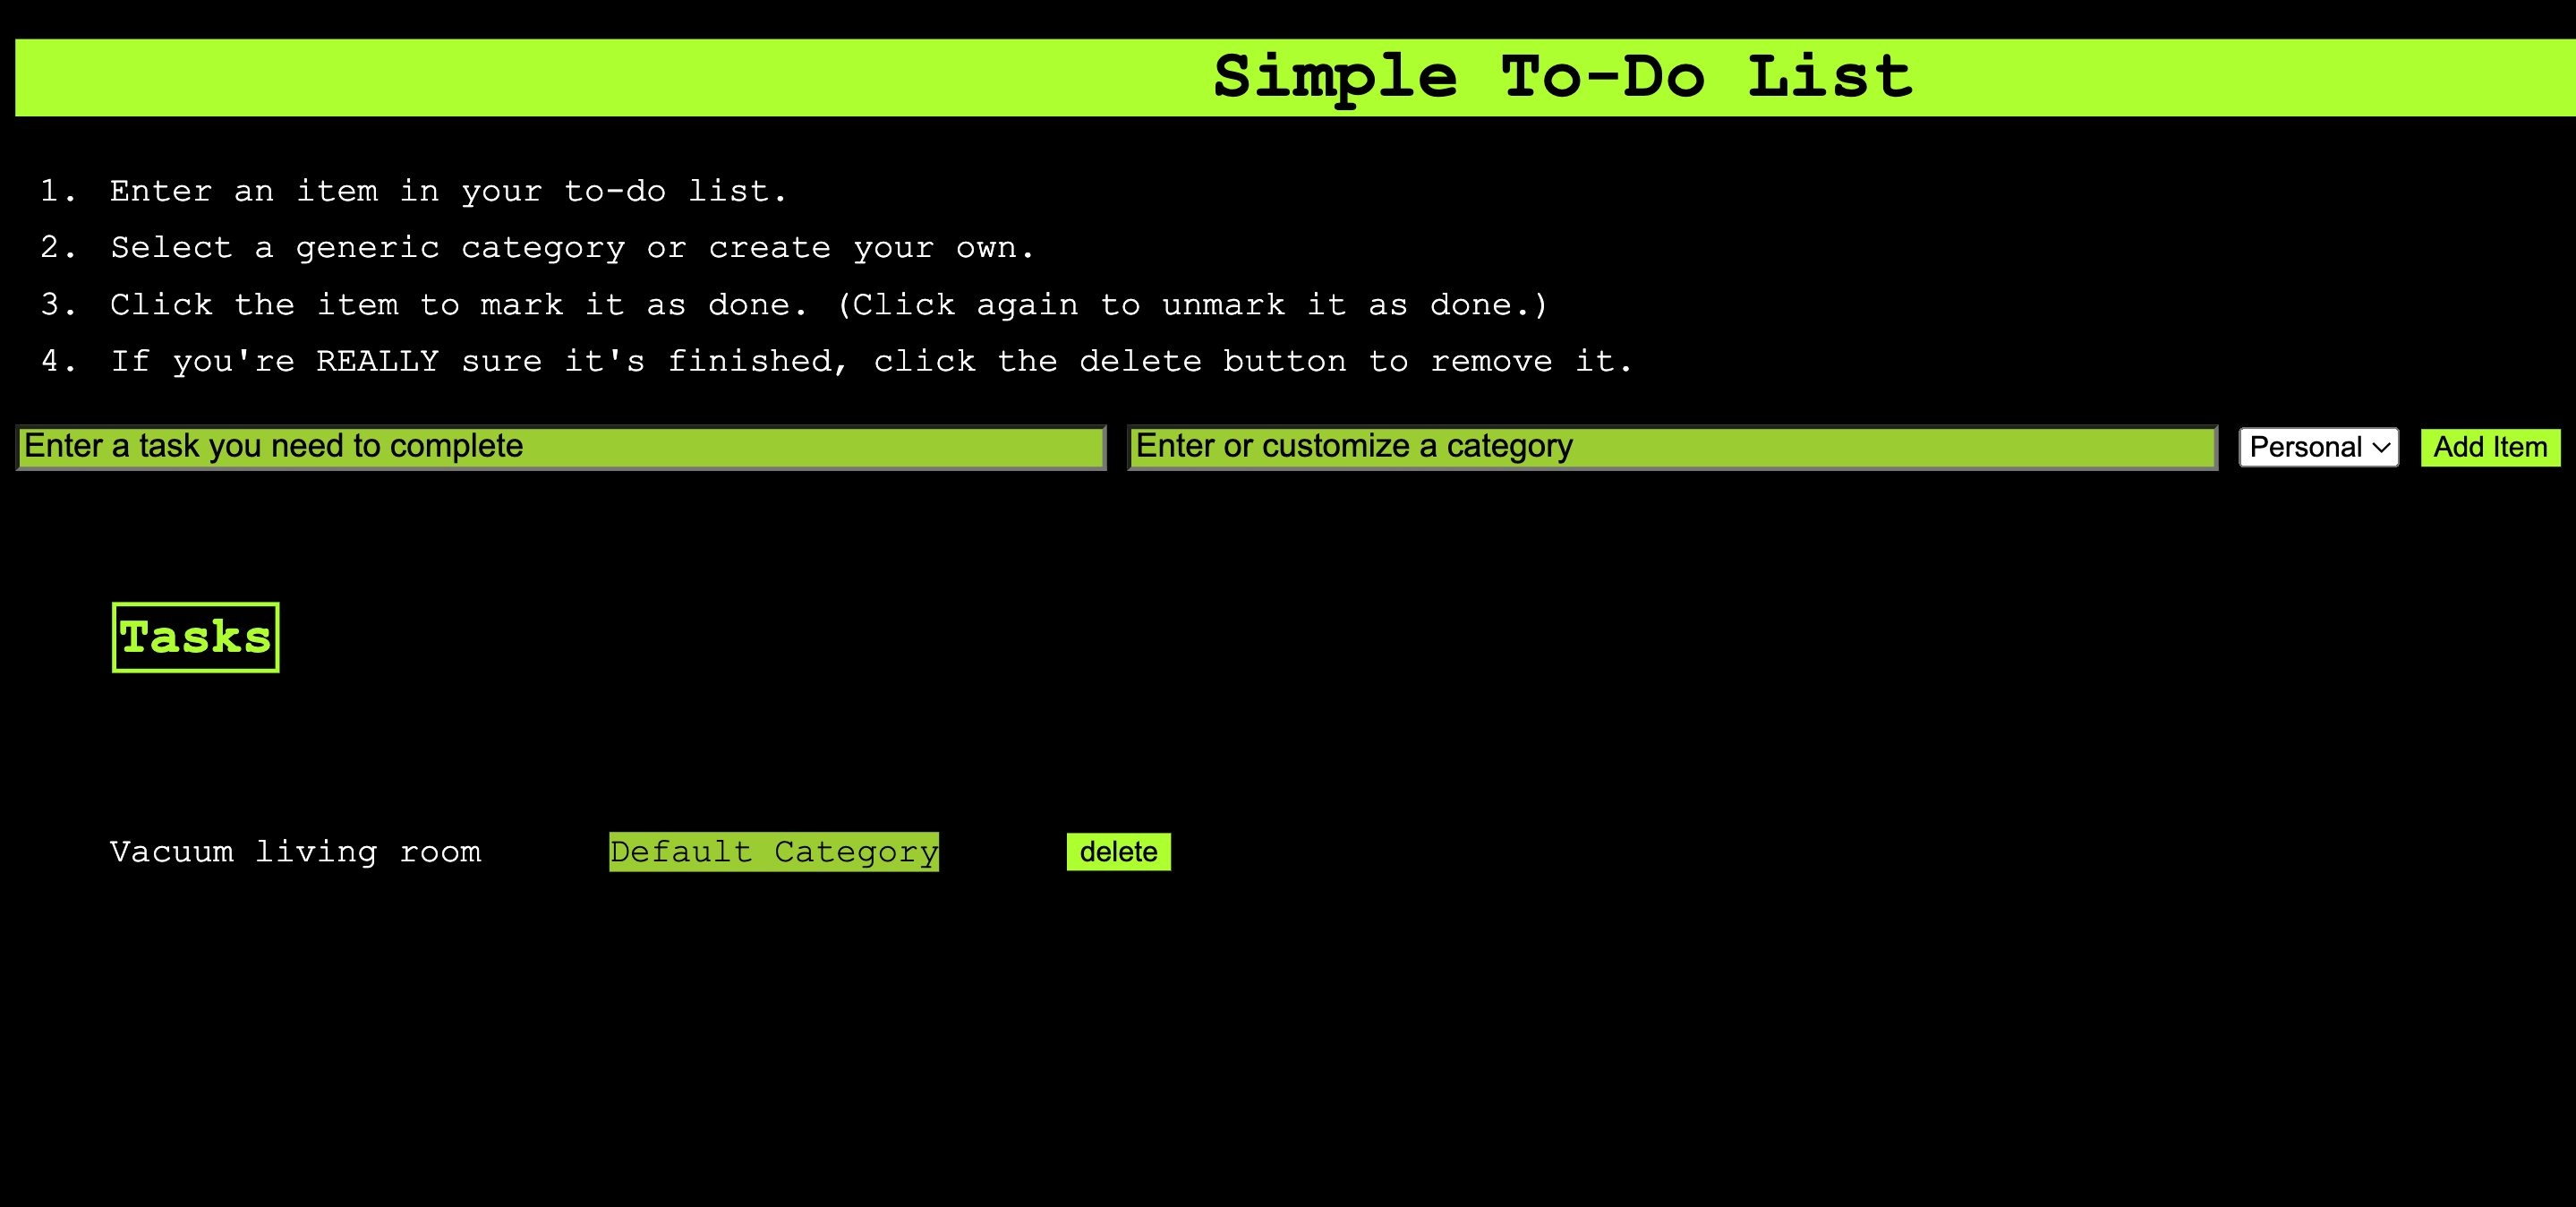 Simple To-Do List
1. Enter an item in your to-do list.
2. Select a generic category or create your own.
3. Click the item to mark it as done. (Click again to unmark it as done.)
4. If you're REALLY sure it's finished, click the delete button to remove it.
Enter a task you need to complete Enter or customize a category Personal Add Item
Tasks
Vacuum living room Default Category delete